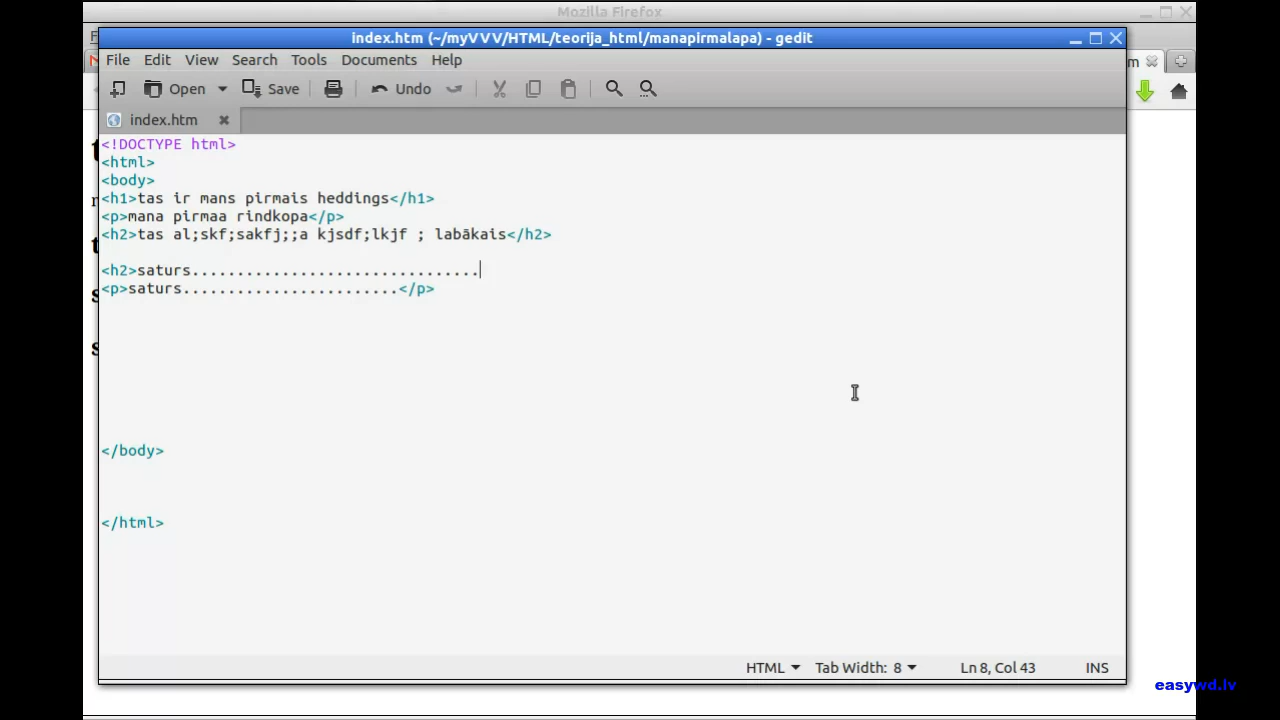 Mozilla Firefox
index.htm (~/myVVV/HTML/teorija_html/manapirmalapa) - gedit
File Edit View Search Tools Documents Help
Open Save Undo
index.htm
<!DOCTYPE html>
<html>
<body>
<h1>tas ir mans pirmais heddings</h1>
<p>mana pirmaa rindkopa</p>
<h2>tas al;skf;sakfj;;a kjsdf;lkjf ; labākais</h2>
<h2>saturs................................
<p>saturs........................</p>
</body>
</html>
HTML Tab Width: 8 Ln 8, Col 43 INS
easywd.lv